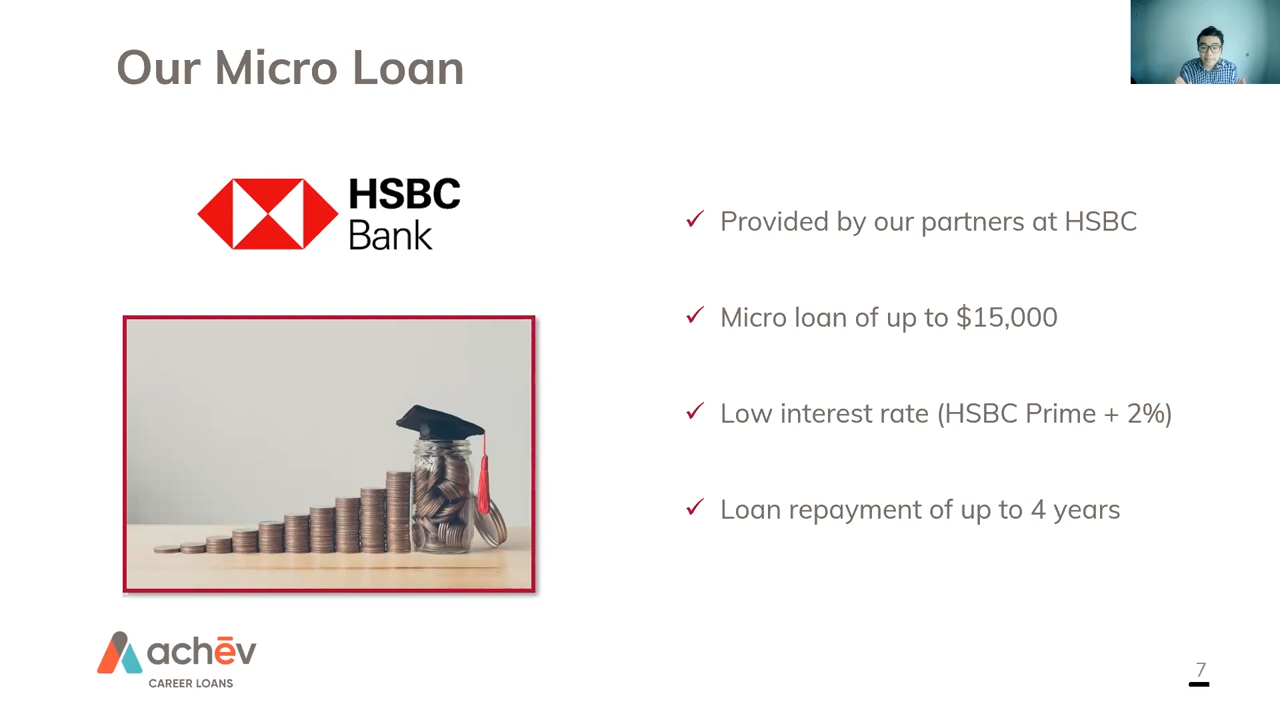 Our Micro Loan
HSBC
Bank
Provided by our partners at HSBC
Micro loan of up to $15,000
Low interest rate (HSBC Prime + 2%)
Loan repayment of up to 4 years
achēv
CAREER LOANS
7